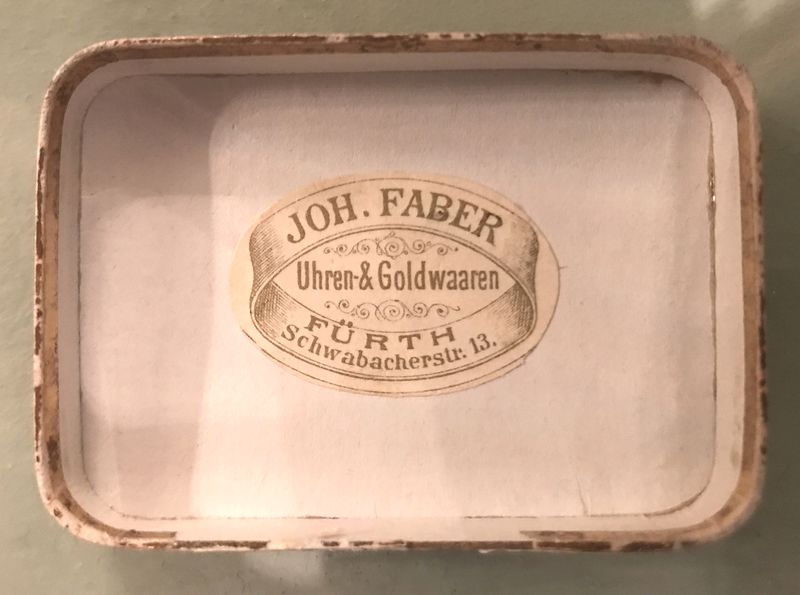 JOH. FABER
Uhren-& Goldwaaren
FÜRTH
Schwabacherstr. 13.